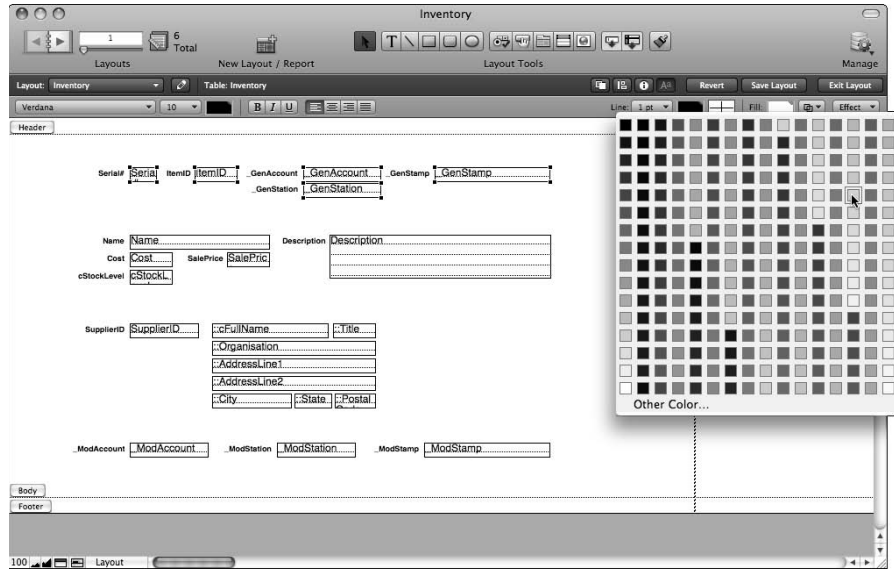 Inventory
1
6
Total
Layouts
New Layout / Report
Layout Tools
Manage
Layout: Inventory
Table: Inventory
Aa
Revert
Save Layout
Exit Layout
Verdana
10
B I U
Line: 1 pt
Fill:
Effect
Header
Serial# Seria
ItemID itemID
_GenAccount _GenAccount
_GenStamp _GenStamp
_GenStation _GenStation
Name Name
Description Description
Cost Cost
SalePrice SalePric
cStockLevel cStockL
SupplierID SupplierID
::cFullName ::Title
::Organisation
::AddressLine1
::AddressLine2
::City ::State ::Postal
_ModAccount _ModAccount
_ModStation _ModStation
_ModStamp _ModStamp
Other Color...
Body
Footer
100
Layout